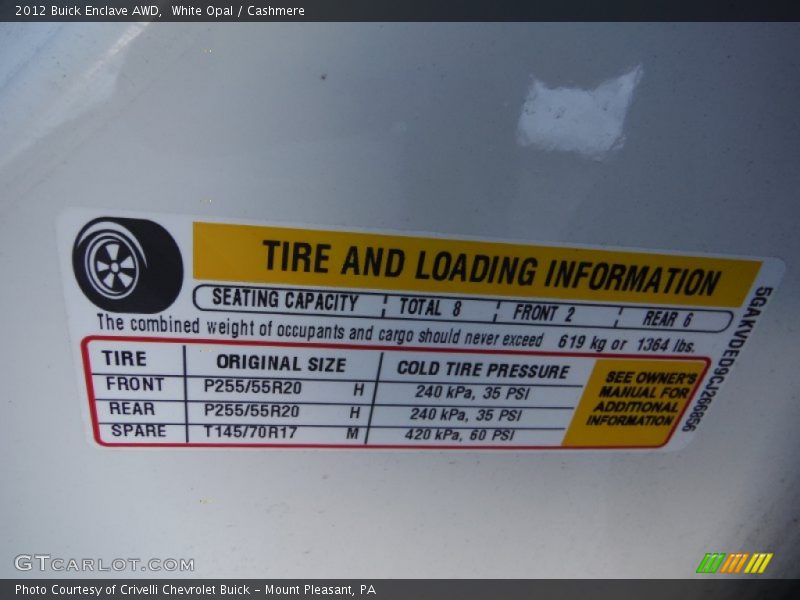 2012 Buick Enclave AWD,  White Opal / Cashmere
TIRE AND LOADING INFORMATION
SEATING CAPACITY TOTAL 8 FRONT 2 REAR 6
The combined weight of occupants and cargo should never exceed 619 kg or 1364 lbs.
TIRE ORIGINAL SIZE COLD TIRE PRESSURE
FRONT P255/55R20 H 240 kPa, 35 PSI
REAR P255/55R20 H 240 kPa, 35 PSI
SPARE T145/70R17 M 420 kPa, 60 PSI
SEE OWNER'S
MANUAL FOR
ADDITIONAL
INFORMATION
5GAKVDED9CJ266656
GTCARLOT.COM
Photo Courtesy of Crivelli Chevrolet Buick – Mount Pleasant, PA